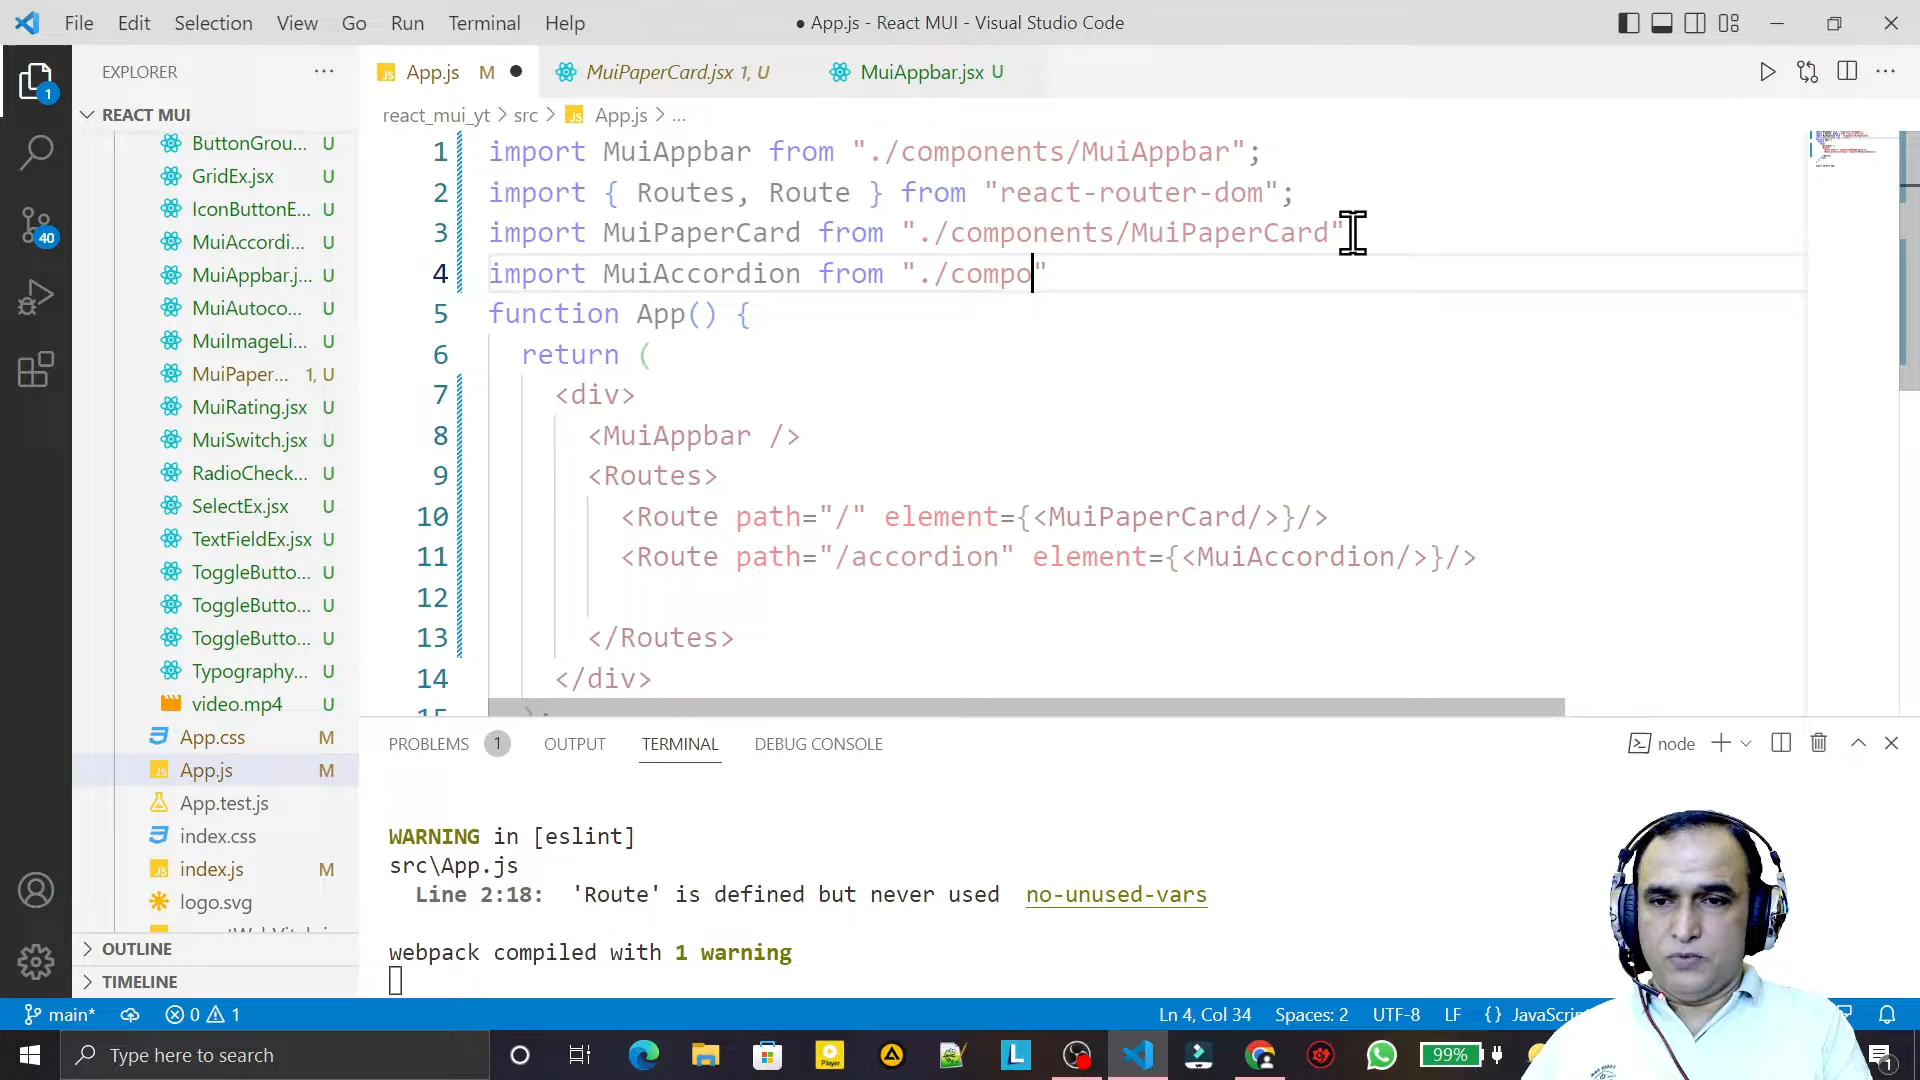 File Edit Selection View Go Run Terminal Help
● App.js - React MUI - Visual Studio Code
EXPLORER
App.js M
MuiPaperCard.jsx 1, U
MuiAppbar.jsx U
REACT MUI
react_mui_yt > src > App.js > ...
ButtonGrou... U
GridEx.jsx U
IconButtonE... U
MuiAccordi... U
MuiAppbar.j... U
MuiAutoco... U
MuiImageLi... U
MuiPaper... 1, U
MuiRating.jsx U
MuiSwitch.jsx U
RadioCheck... U
SelectEx.jsx U
TextFieldEx.jsx U
ToggleButto... U
ToggleButto... U
ToggleButto... U
Typography... U
video.mp4 U
App.css M
App.js M
App.test.js
index.css
index.js M
logo.svg
OUTLINE
TIMELINE
1 import MuiAppbar from "./components/MuiAppbar";
2 import { Routes, Route } from "react-router-dom";
3 import MuiPaperCard from "./components/MuiPaperCard"
4 import MuiAccordion from "./compo"
5 function App() {
6 return (
7 <div>
8 <MuiAppbar />
9 <Routes>
10 <Route path="/" element={<MuiPaperCard/>}/>
11 <Route path="/accordion" element={<MuiAccordion/>}/>
12
13 </Routes>
14 </div>
15 );
PROBLEMS 1 OUTPUT TERMINAL DEBUG CONSOLE
node
WARNING in [eslint]
src\App.js
Line 2:18: 'Route' is defined but never used no-unused-vars
webpack compiled with 1 warning
main* 0 1
Ln 4, Col 34 Spaces: 2 UTF-8 LF {} JavaScrip
Type here to search
Player
L
99%
1
40
1